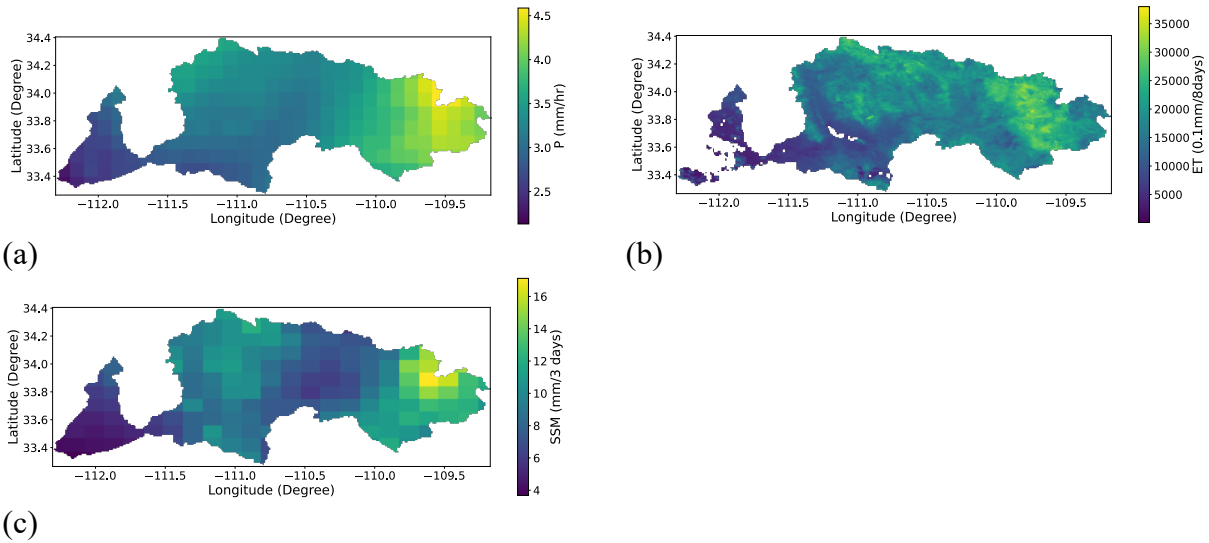 34.4
34.2
34.0
33.8
33.6
33.4
Latitude (Degree)
−112.0 −111.5 −111.0 −110.5 −110.0 −109.5
Longitude (Degree)
4.5
4.0
3.5
3.0
2.5
P (mm/hr)
(a)
34.4
34.2
34.0
33.8
33.6
33.4
Latitude (Degree)
−112.0 −111.5 −111.0 −110.5 −110.0 −109.5
Longitude (Degree)
35000
30000
25000
20000
15000
10000
5000
ET (0.1mm/8days)
(b)
34.4
34.2
34.0
33.8
33.6
33.4
Latitude (Degree)
−112.0 −111.5 −111.0 −110.5 −110.0 −109.5
Longitude (Degree)
16
14
12
10
8
6
4
SSM (mm/3 days)
(c)